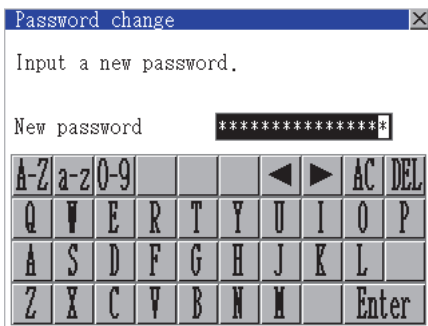 Password change ×
Input a new password.
New password ****************
A-Z a-z 0-9 ◀ ▶ AC DEL
Q W E R T Y U I O P
A S D F G H J K L
Z X C V B N M Enter